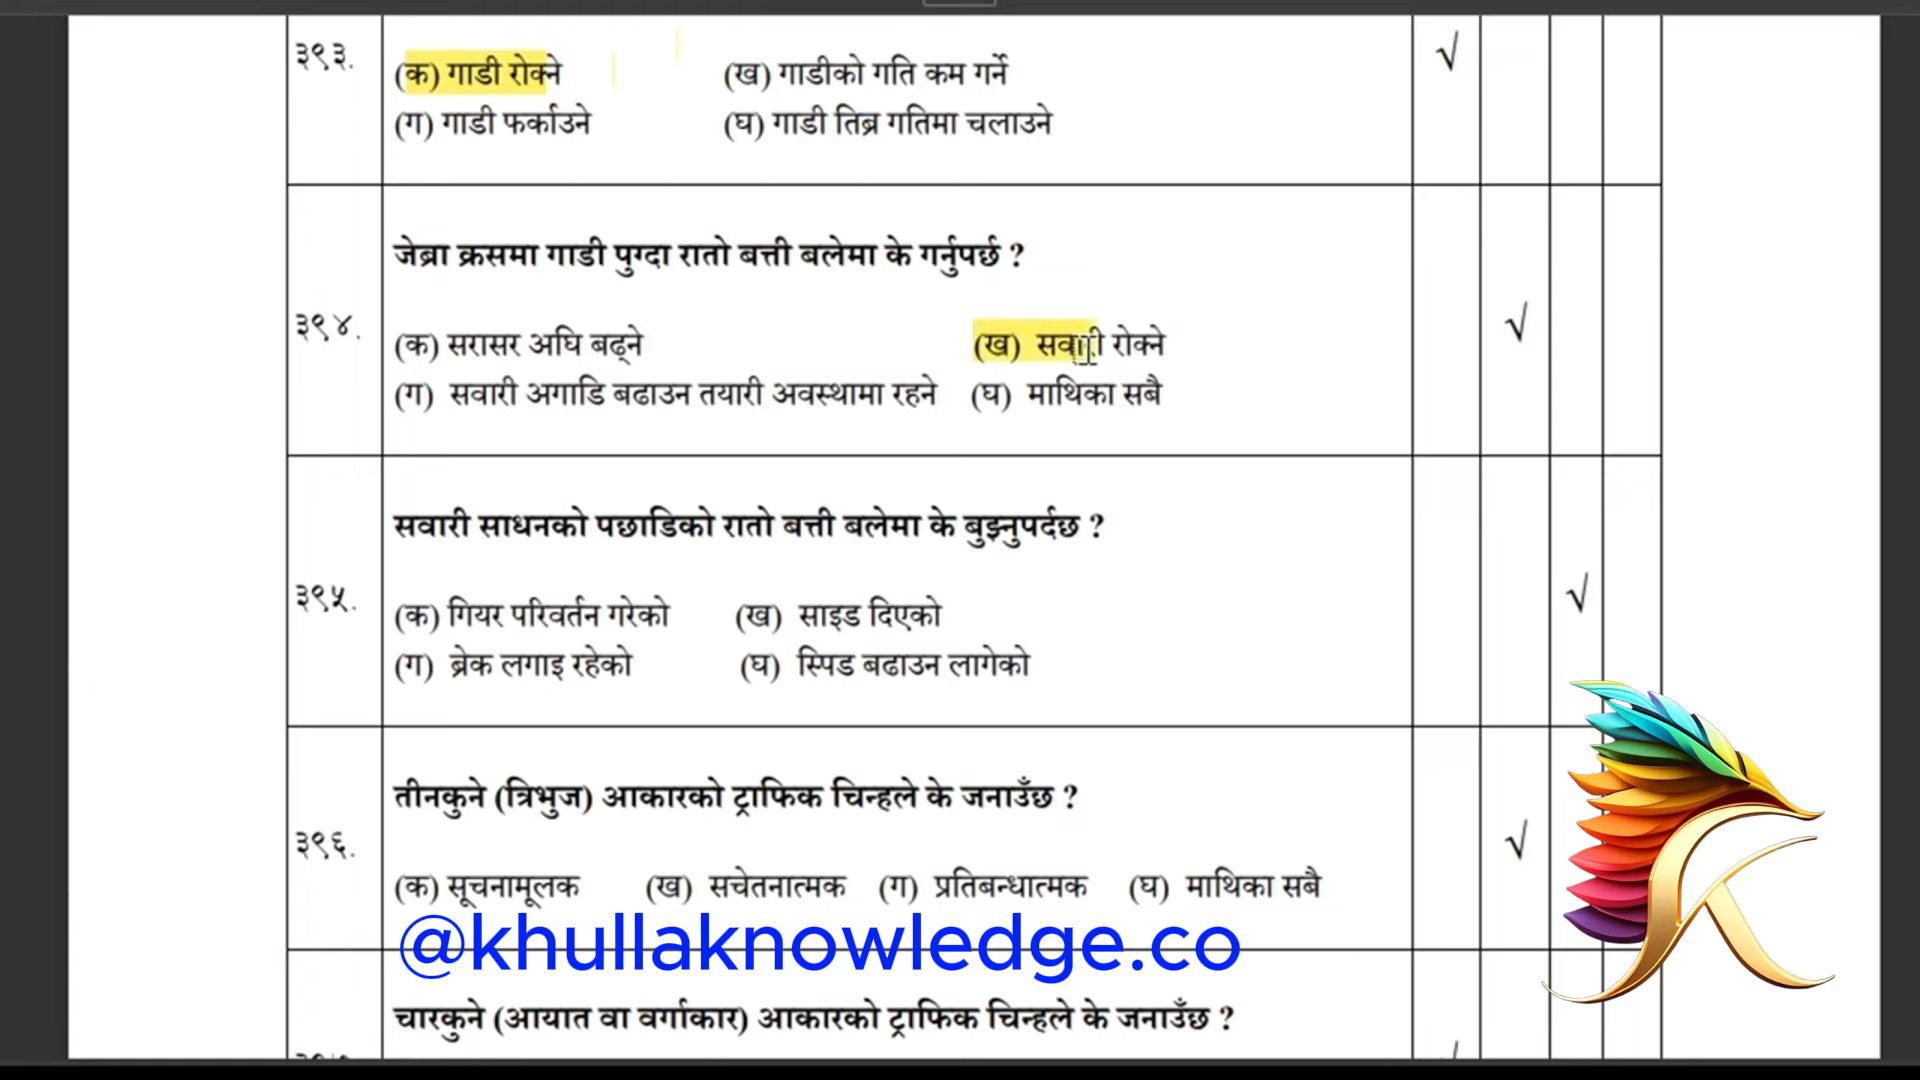 ३९३.
(क) गाडी रोक्ने (ख) गाडीको गति कम गर्ने
(ग) गाडी फर्काउने (घ) गाडी तिब्र गतिमा चलाउने
√
जेब्रा क्रसमा गाडी पुग्दा रातो बत्ती बलेमा के गर्नुपर्छ ?
३९४.
(क) सरासर अघि बढ्ने (ख) सवारी रोक्ने
(ग) सवारी अगाडि बढाउन तयारी अवस्थामा रहने (घ) माथिका सबै
√
सवारी साधनको पछाडिको रातो बत्ती बलेमा के बुझ्नुपर्दछ ?
३९५.
(क) गियर परिवर्तन गरेको (ख) साइड दिएको
(ग) ब्रेक लगाइ रहेको (घ) स्पिड बढाउन लागेको
√
तीनकुने (त्रिभुज) आकारको ट्राफिक चिन्हले के जनाउँछ ?
३९६.
(क) सूचनामूलक (ख) सचेतनात्मक (ग) प्रतिबन्धात्मक (घ) माथिका सबै
√
@khullaknowledge.co
चारकुने (आयात वा वर्गाकार) आकारको ट्राफिक चिन्हले के जनाउँछ ?